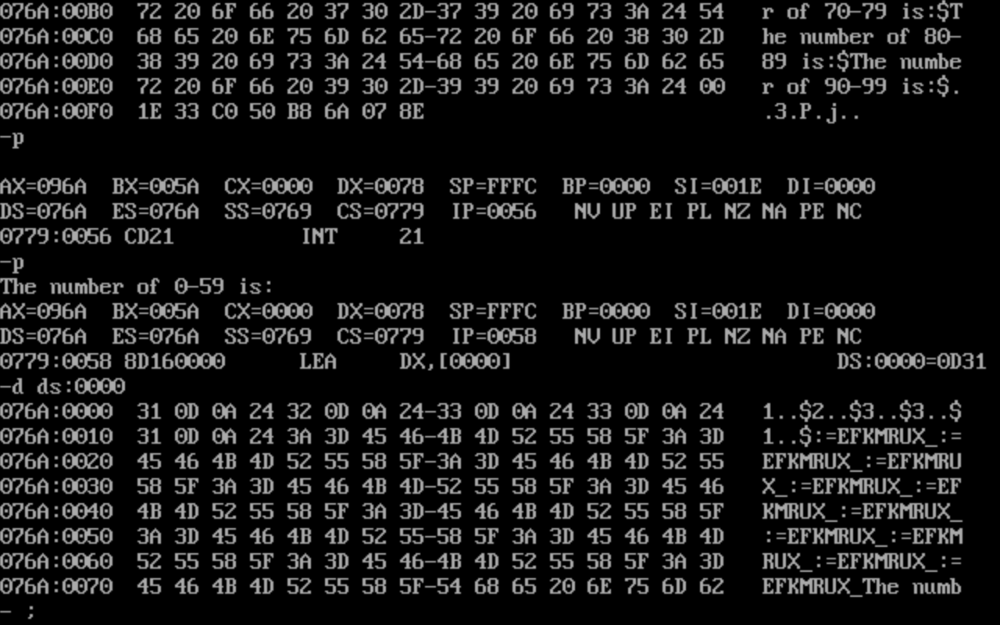 076A:00B0  72 20 6F 66 20 37 30 2D-37 39 20 69 73 3A 24 54   r of 70-79 is:$T
076A:00C0  68 65 20 6E 75 6D 62 65-72 20 6F 66 20 38 30 2D   he number of 80-
076A:00D0  38 39 20 69 73 3A 24 54-68 65 20 6E 75 6D 62 65   89 is:$The numbe
076A:00E0  72 20 6F 66 20 39 30 2D-39 39 20 69 73 3A 24 00   r of 90-99 is:$.
076A:00F0  1E 33 C0 50 B8 6A 07 8E                           .3.P.j..
-p
AX=096A  BX=005A  CX=0000  DX=0078  SP=FFFC  BP=0000  SI=001E  DI=0000
DS=076A  ES=076A  SS=0769  CS=0779  IP=0056   NV UP EI PL NZ NA PE NC
0779:0056 CD21          INT     21
-p
The number of 0-59 is:
AX=096A  BX=005A  CX=0000  DX=0078  SP=FFFC  BP=0000  SI=001E  DI=0000
DS=076A  ES=076A  SS=0769  CS=0779  IP=0058   NV UP EI PL NZ NA PE NC
0779:0058 8D160000      LEA     DX,[0000]                          DS:0000=0D31
-d ds:0000
076A:0000  31 0D 0A 24 32 0D 0A 24-33 0D 0A 24 33 0D 0A 24   1..$2..$3..$3..$
076A:0010  31 0D 0A 24 3A 3D 45 46-4B 4D 52 55 58 5F 3A 3D   1..$:=EFKMRUX_:=
076A:0020  45 46 4B 4D 52 55 58 5F-3A 3D 45 46 4B 4D 52 55   EFKMRUX_:=EFKMRU
076A:0030  58 5F 3A 3D 45 46 4B 4D-52 55 58 5F 3A 3D 45 46   X_:=EFKMRUX_:=EF
076A:0040  4B 4D 52 55 58 5F 3A 3D-45 46 4B 4D 52 55 58 5F   KMRUX_:=EFKMRUX_
076A:0050  3A 3D 45 46 4B 4D 52 55-58 5F 3A 3D 45 46 4B 4D   :=EFKMRUX_:=EFKM
076A:0060  52 55 58 5F 3A 3D 45 46-4B 4D 52 55 58 5F 3A 3D   RUX_:=EFKMRUX_:=
076A:0070  45 46 4B 4D 52 55 58 5F-54 68 65 20 6E 75 6D 62   EFKMRUX_The numb
- ;